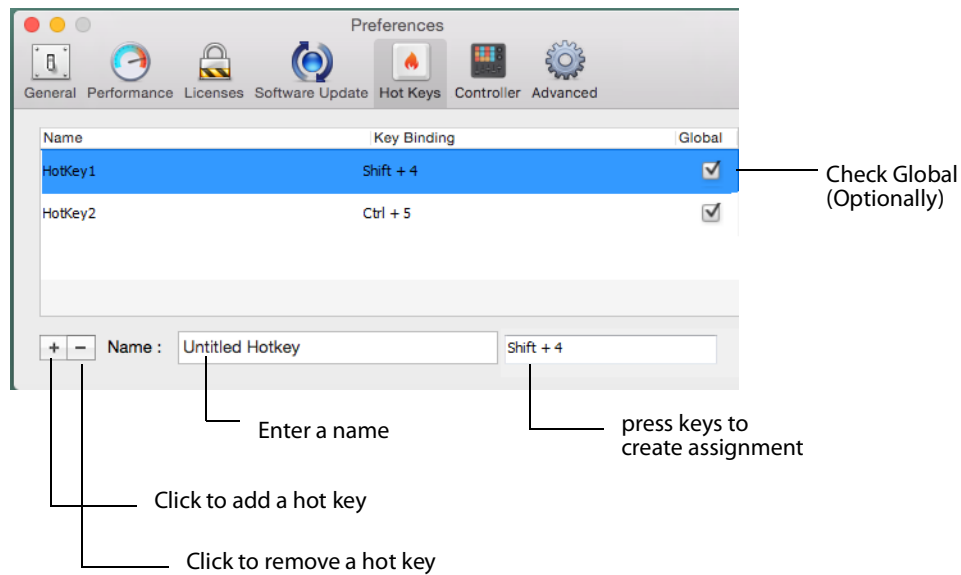 Preferences
General Performance Licenses Software Update Hot Keys Controller Advanced
Name Key Binding Global
HotKey1 Shift + 4
HotKey2 Ctrl + 5
Check Global
(Optionally)
+ − Name : Untitled Hotkey Shift + 4
Enter a name
press keys to
create assignment
Click to add a hot key
Click to remove a hot key